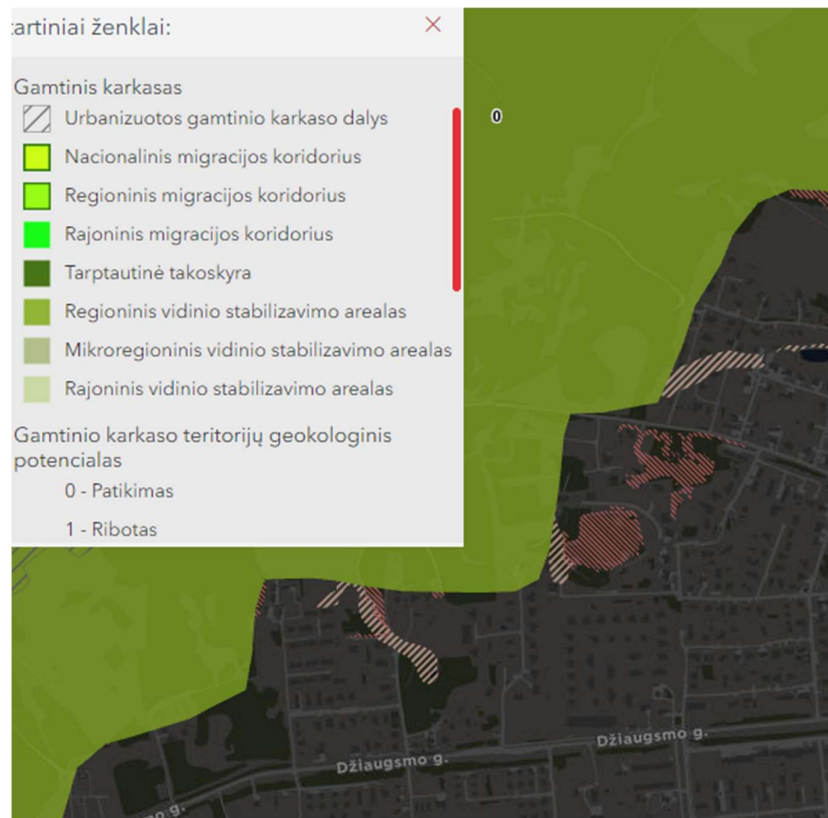 artiniai ženklai:
Gamtinis karkasas
Urbanizuotos gamtinio karkaso dalys
Nacionalinis migracijos koridorius
Regioninis migracijos koridorius
Rajoninis migracijos koridorius
Tarptautinė takoskyra
Regioninis vidinio stabilizavimo arealas
Mikroregioninis vidinio stabilizavimo arealas
Rajoninis vidinio stabilizavimo arealas
Gamtinio karkaso teritorijų geokologinis
potencialas
0 - Patikimas
1 - Ribotas
0
Džiaugsmo g.
Džiaugsmo g.
mo g.